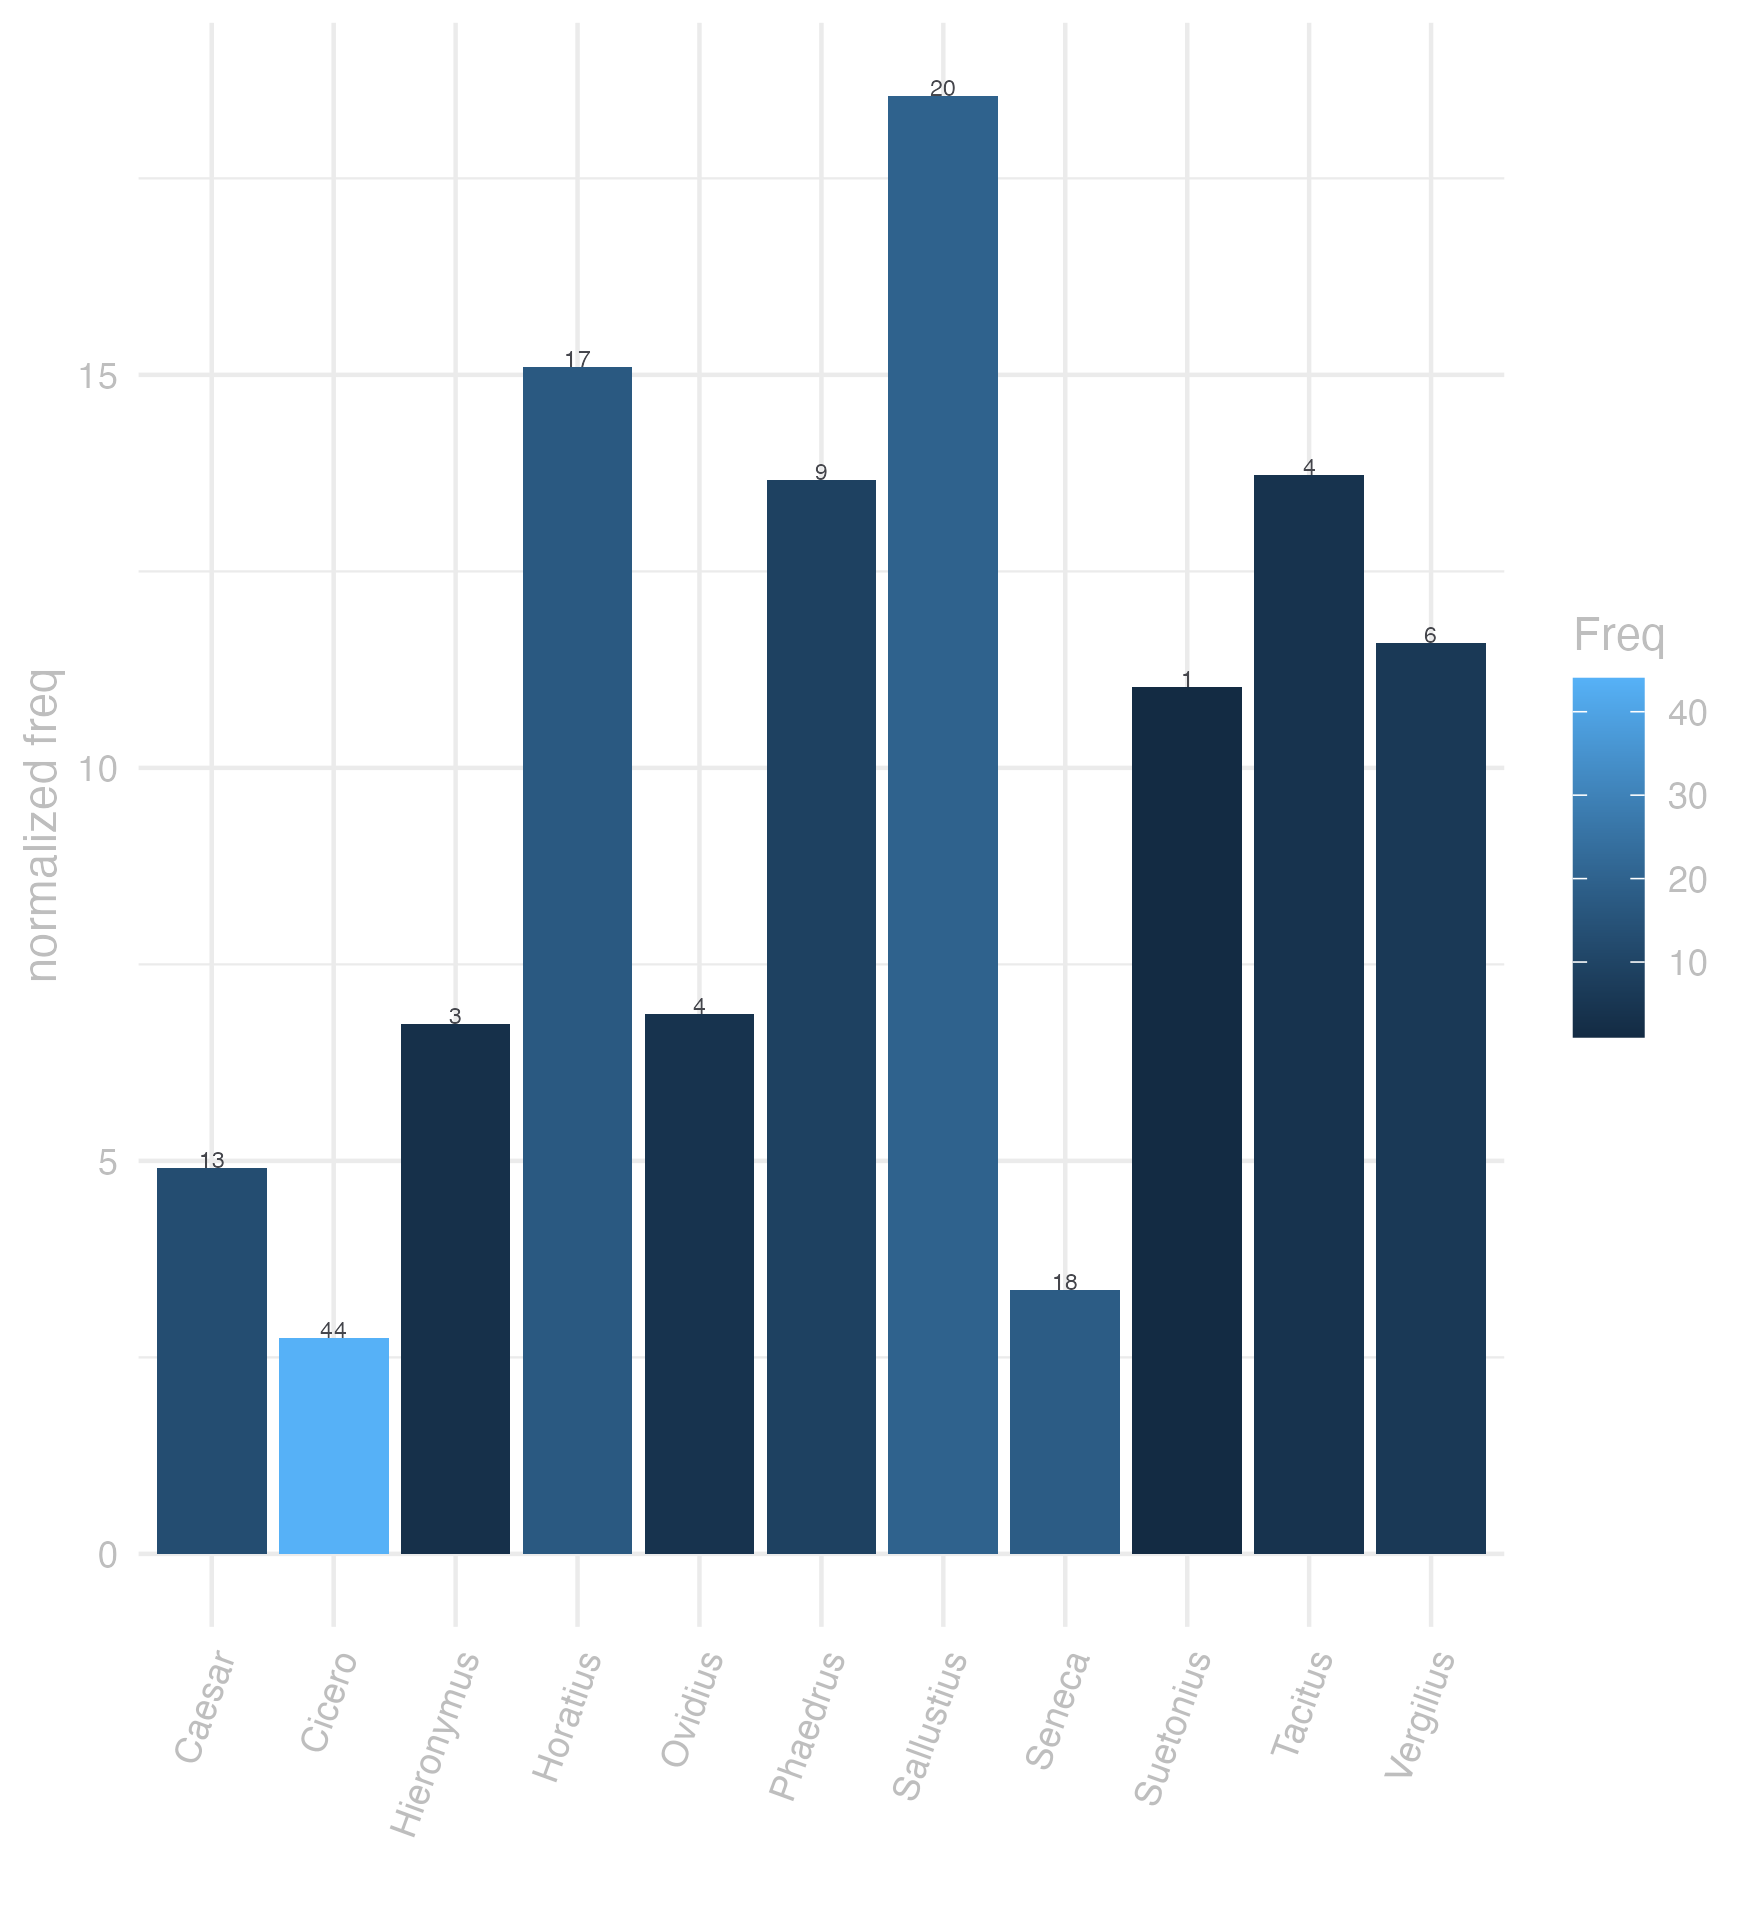 20
17
15
4
9
6
Freq
1
40
10
30
normalized freq
20
10
4
3
13
5
18
44
0
Caesar
Cicero
Hieronymus
Horatius
Ovidius
Phaedrus
Sallustius
Seneca
Suetonius
Tacitus
Vergilius